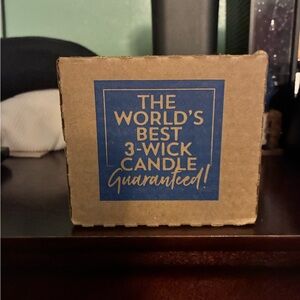 THE
WORLD'S
BEST
3-WICK
CANDLE
Guaranteed!